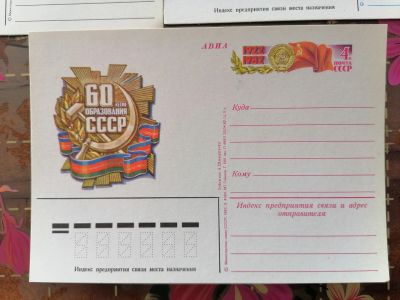 Индекс предприятия связи места назначения
АВИА
1922
1982
4
ПОЧТА
СССР
60
ЛЕТИЕ
ОБРАЗОВАНИЯ
СССР
Куда
Кому
Индекс предприятия связи и адрес
отправителя
Индекс предприятия связи места назначения